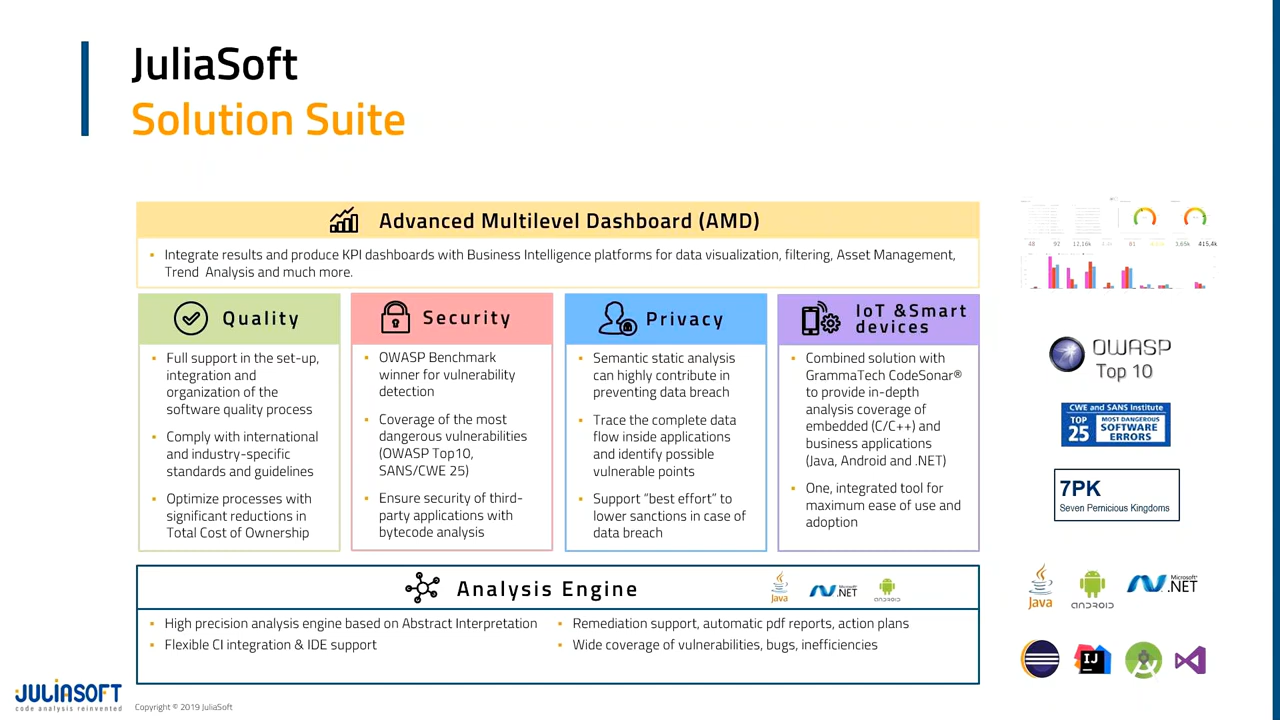 JuliaSoft
Solution Suite
Advanced Multilevel Dashboard (AMD)
▪ Integrate results and produce KPI dashboards with Business Intelligence platforms for data visualization, filtering, Asset Management,
Trend Analysis and much more.
Quality
▪ Full support in the set-up,
integration and
organization of the
software quality process
▪ Comply with international
and industry-specific
standards and guidelines
▪ Optimize processes with
significant reductions in
Total Cost of Ownership
Security
▪ OWASP Benchmark
winner for vulnerability
detection
▪ Coverage of the most
dangerous vulnerabilities
(OWASP Top10,
SANS/CWE 25)
▪ Ensure security of third-
party applications with
bytecode analysis
Privacy
▪ Semantic static analysis
can highly contribute in
preventing data breach
▪ Trace the complete data
flow inside applications
and identify possible
vulnerable points
▪ Support “best effort” to
lower sanctions in case of
data breach
IoT &Smart
devices
▪ Combined solution with
GrammaTech CodeSonar®
to provide in-depth
analysis coverage of
embedded (C/C++) and
business applications
(Java, Android and .NET)
▪ One, integrated tool for
maximum ease of use and
adoption
Analysis Engine
Java
.NET
ANDROID
▪ High precision analysis engine based on Abstract Interpretation
▪ Flexible CI integration & IDE support
▪ Remediation support, automatic pdf reports, action plans
▪ Wide coverage of vulnerabilities, bugs, inefficiencies
48 92 12,16k 81 3.65k 415,4k
OWASP
Top 10
CWE and SANS Institute
TOP
25
MOST DANGEROUS
SOFTWARE
ERRORS
7PK
Seven Pernicious Kingdoms
Java
ANDROID
Microsoft
.NET
IJ
JULIASOFT
code analysis reinvented
Copyright © 2019 JuliaSoft